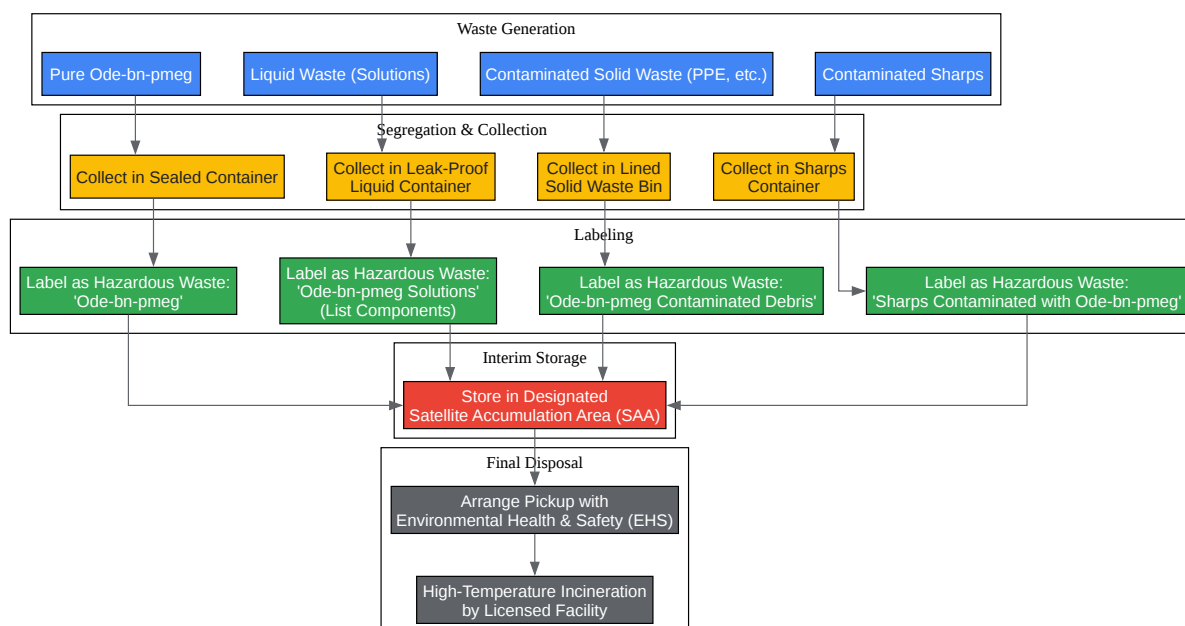 Waste Generation
Pure Ode-bn-pmeg
Liquid Waste (Solutions)
Contaminated Solid Waste (PPE, etc.)
Contaminated Sharps
Segregation & Collection
Collect in Sealed Container
Collect in Leak-Proof
Liquid Container
Collect in Lined
Solid Waste Bin
Collect in Sharps
Container
Labeling
Label as Hazardous Waste:
'Ode-bn-pmeg'
Label as Hazardous Waste:
'Ode-bn-pmeg Solutions'
(List Components)
Label as Hazardous Waste:
'Ode-bn-pmeg Contaminated Debris'
Label as Hazardous Waste:
'Sharps Contaminated with Ode-bn-pmeg'
Interim Storage
Store in Designated
Satellite Accumulation Area (SAA)
Final Disposal
Arrange Pickup with
Environmental Health & Safety (EHS)
High-Temperature Incineration
by Licensed Facility